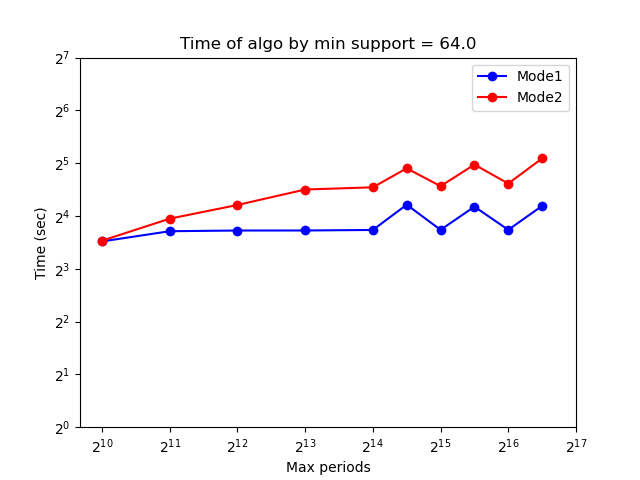 Time of algo by min support = 64.0
Mode1
Mode2
2^7
2^6
2^5
2^4
2^3
2^2
2^1
2^0
Time (sec)
2^10 2^11 2^12 2^13 2^14 2^15 2^16 2^17
Max periods